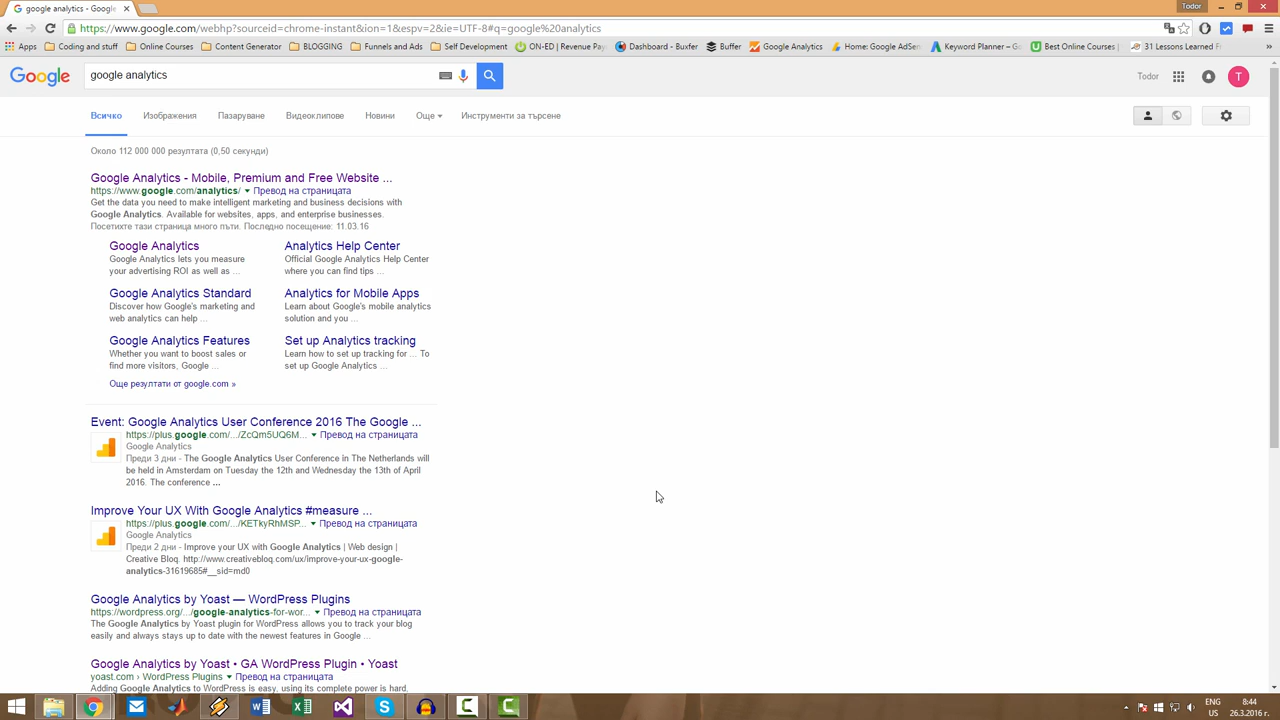 google analytics - Google
Todor
https://www.google.com/webhp?sourceid=chrome-instant&ion=1&espv=2&ie=UTF-8#q=google%20analytics
Apps Coding and stuff Online Courses Content Generator BLOGGING Funnels and Ads Self Development ON-ED | Revenue Pay Dashboard - Buxfer Buffer Google Analytics Home: Google AdSen Keyword Planner – Go Best Online Courses | 31 Lessons Learned F
Google
google analytics
Todor
T
Всичко Изображения Пазаруване Видеоклипове Новини Още Инструменти за търсене
Около 112 000 000 резултата (0,50 секунди)
Google Analytics - Mobile, Premium and Free Website ...
https://www.google.com/analytics/ Превод на страницата
Get the data you need to make intelligent marketing and business decisions with
Google Analytics. Available for websites, apps, and enterprise businesses.
Посетихте тази страница много пъти. Последно посещение: 11.03.16
Google Analytics
Google Analytics lets you measure
your advertising ROI as well as ...
Analytics Help Center
Official Google Analytics Help Center
where you can find tips ...
Google Analytics Standard
Discover how Google's marketing and
web analytics can help ...
Analytics for Mobile Apps
Learn about Google's mobile analytics
solution and you ...
Google Analytics Features
Whether you want to boost sales or
find more visitors, Google ...
Set up Analytics tracking
Learn how to set up tracking for ... To
set up Google Analytics ...
Още резултати от google.com »
Event: Google Analytics User Conference 2016 The Google ...
https://plus.google.com/.../ZcQm5UQ6M... Превод на страницата
Google Analytics
Преди 3 дни - The Google Analytics User Conference in The Netherlands will
be held in Amsterdam on Tuesday the 12th and Wednesday the 13th of April
2016. The conference ...
Improve Your UX With Google Analytics #measure ...
https://plus.google.com/.../KETkyRhMSP... Превод на страницата
Google Analytics
Преди 2 дни - Improve your UX with Google Analytics | Web design |
Creative Bloq. http://www.creativebloq.com/ux/improve-your-ux-google-
analytics-31619685#__sid=md0
Google Analytics by Yoast — WordPress Plugins
https://wordpress.org/.../google-analytics-for-wor... Превод на страницата
The Google Analytics by Yoast plugin for WordPress allows you to track your blog
easily and always stays up to date with the newest features in Google ...
Google Analytics by Yoast • GA WordPress Plugin • Yoast
yoast.com › WordPress Plugins Превод на страницата
Adding Google Analytics to WordPress is easy, using its complete power is hard.
ENG
US
8:44
26.3.2016 г.